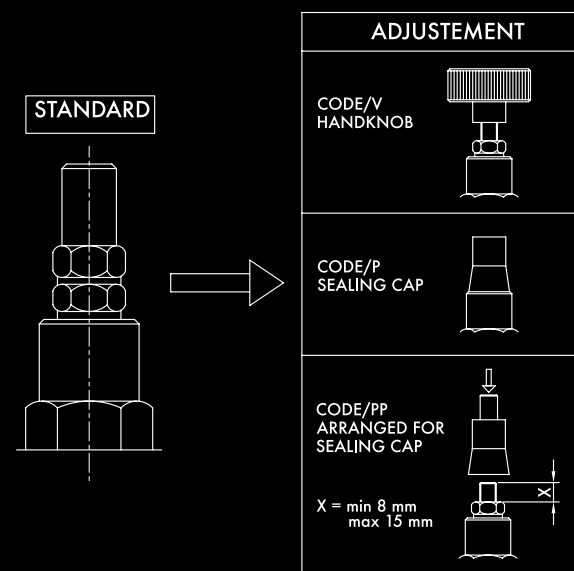 STANDARD
ADJUSTEMENT
CODE/V
HANDKNOB
CODE/P
SEALING CAP
CODE/PP
ARRANGED FOR
SEALING CAP
X = min 8 mm
max 15 mm
X